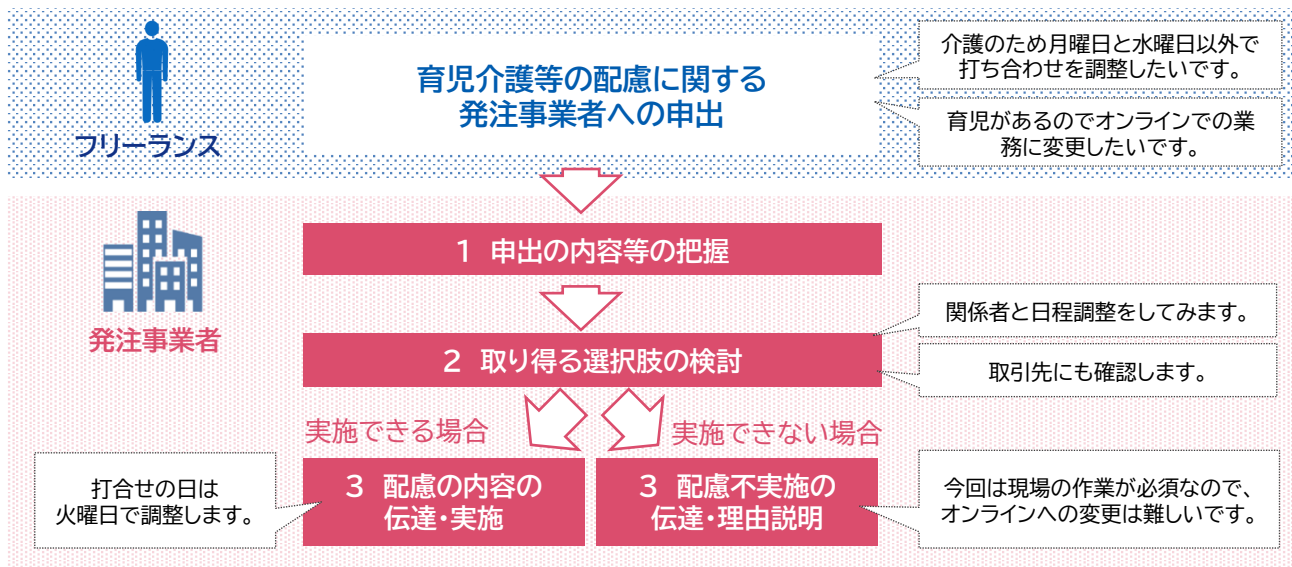 フリーランス
育児介護等の配慮に関する
発注事業者への申出
介護のため月曜日と水曜日以外で
打ち合わせを調整したいです。
育児があるのでオンラインでの業
務に変更したいです。
発注事業者
1 申出の内容等の把握
2 取り得る選択肢の検討
関係者と日程調整をしてみます。
取引先にも確認します。
実施できる場合
実施できない場合
打合せの日は
火曜日で調整します。
3 配慮の内容の
伝達・実施
3 配慮不実施の
伝達・理由説明
今回は現場の作業が必須なので、
オンラインへの変更は難しいです。